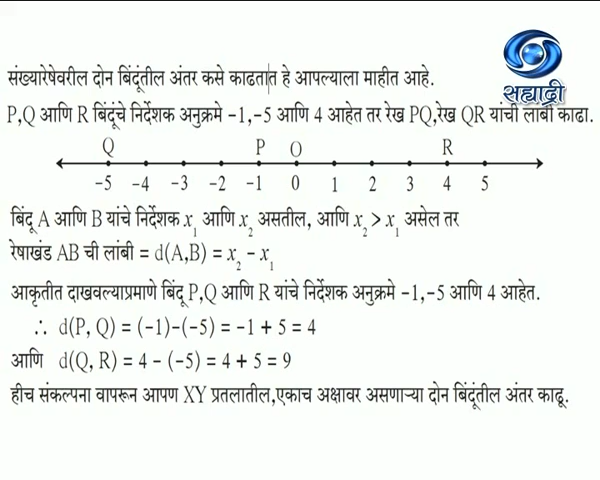 सह्याद्री
संख्यारेषेवरील दोन बिंदूंतील अंतर कसे काढतात हे आपल्याला माहीत आहे.
P,Q आणि R बिंदूंचे निर्देशक अनुक्रमे -1,-5 आणि 4 आहेत तर रेख PQ,रेख QR यांची लांबी काढा.
Q P O R
-5 -4 -3 -2 -1 0 1 2 3 4 5
बिंदू A आणि B यांचे निर्देशक x₁ आणि x₂ असतील, आणि x₂ > x₁ असेल तर
रेषाखंड AB ची लांबी = d(A,B) = x₂ - x₁
आकृतीत दाखवल्याप्रमाणे बिंदू P,Q आणि R यांचे निर्देशक अनुक्रमे -1,-5 आणि 4 आहेत.
∴ d(P, Q) = (-1)-(-5) = -1 + 5 = 4
आणि d(Q, R) = 4 - (-5) = 4 + 5 = 9
हीच संकल्पना वापरून आपण XY प्रतलातील,एकाच अक्षावर असणाऱ्या दोन बिंदूंतील अंतर काढू.